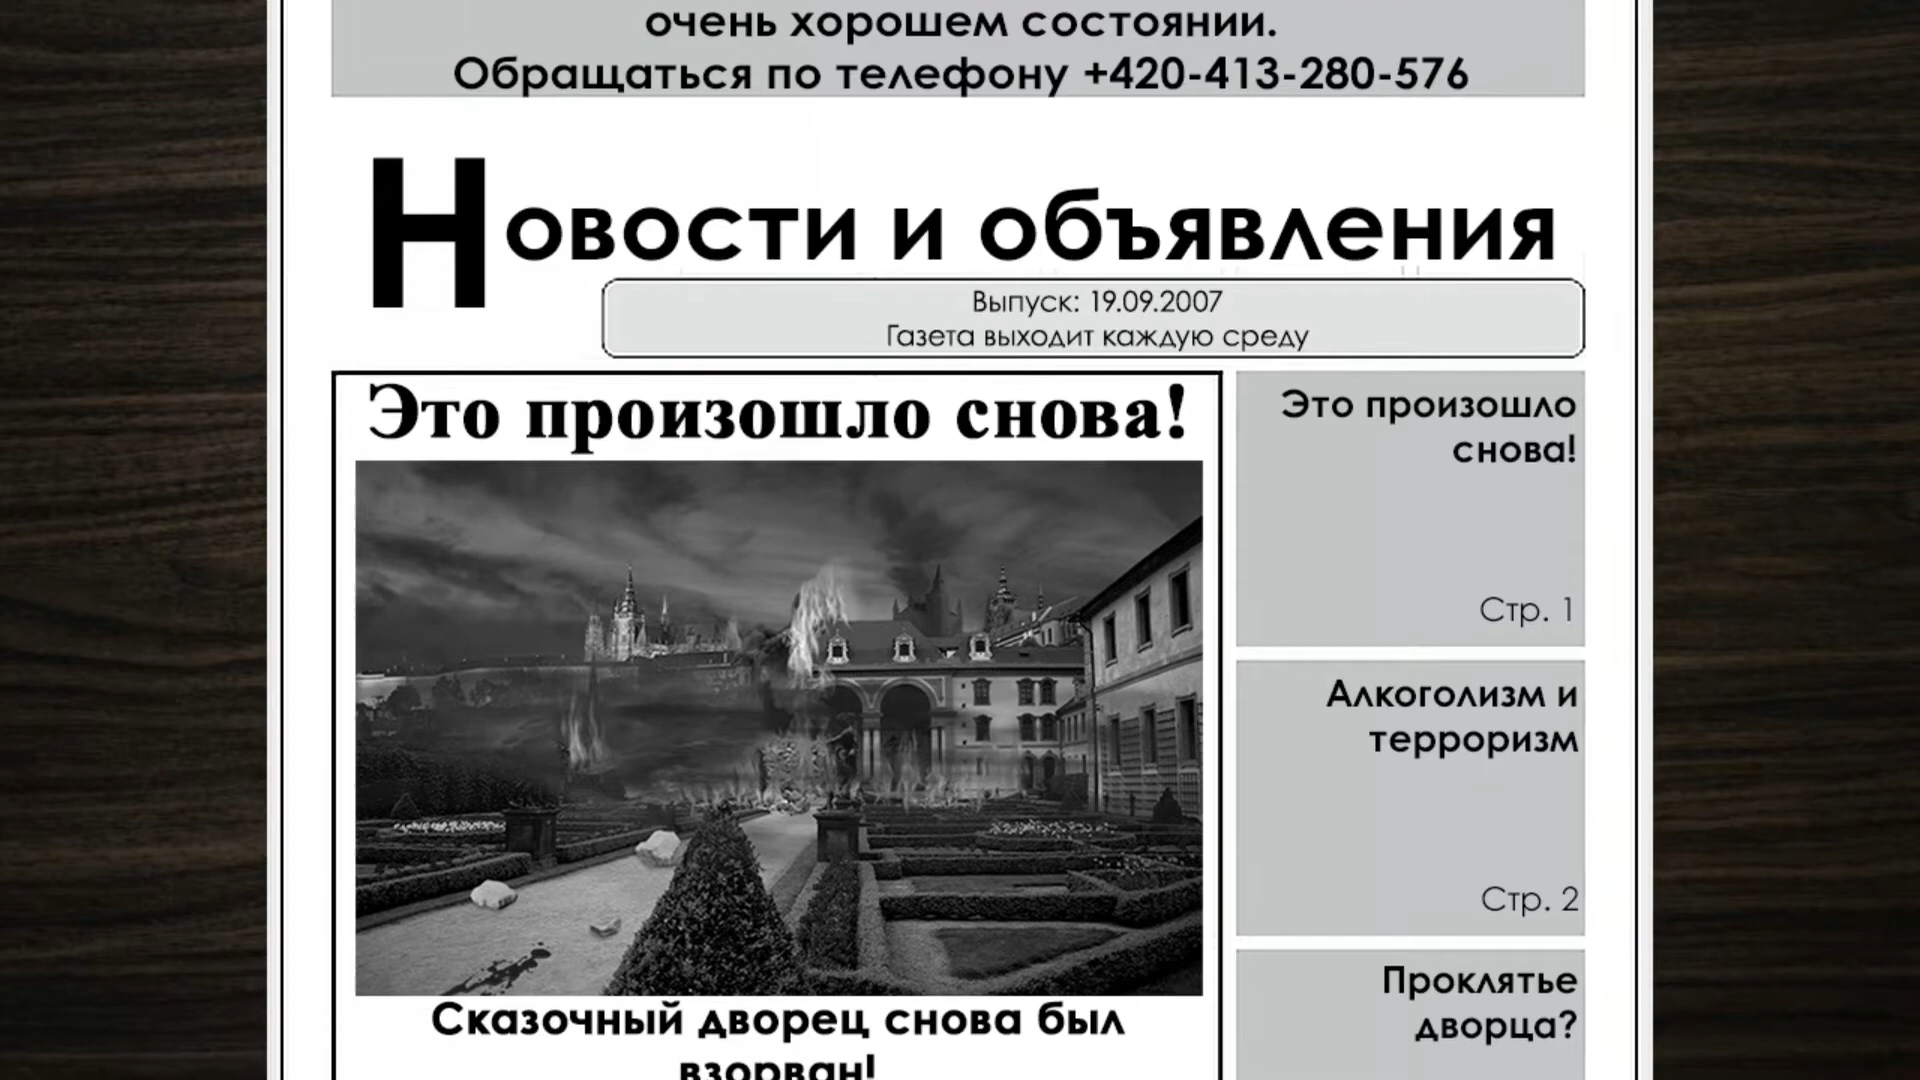 очень хорошем состоянии.
Обращаться по телефону +420-413-280-576
Новости и объявления
Выпуск: 19.09.2007
Газета выходит каждую среду
Это произошло снова!
Сказочный дворец снова был
взорван!
Это произошло
снова!
Стр. 1
Алкоголизм и
терроризм
Стр. 2
Проклятье
дворца?